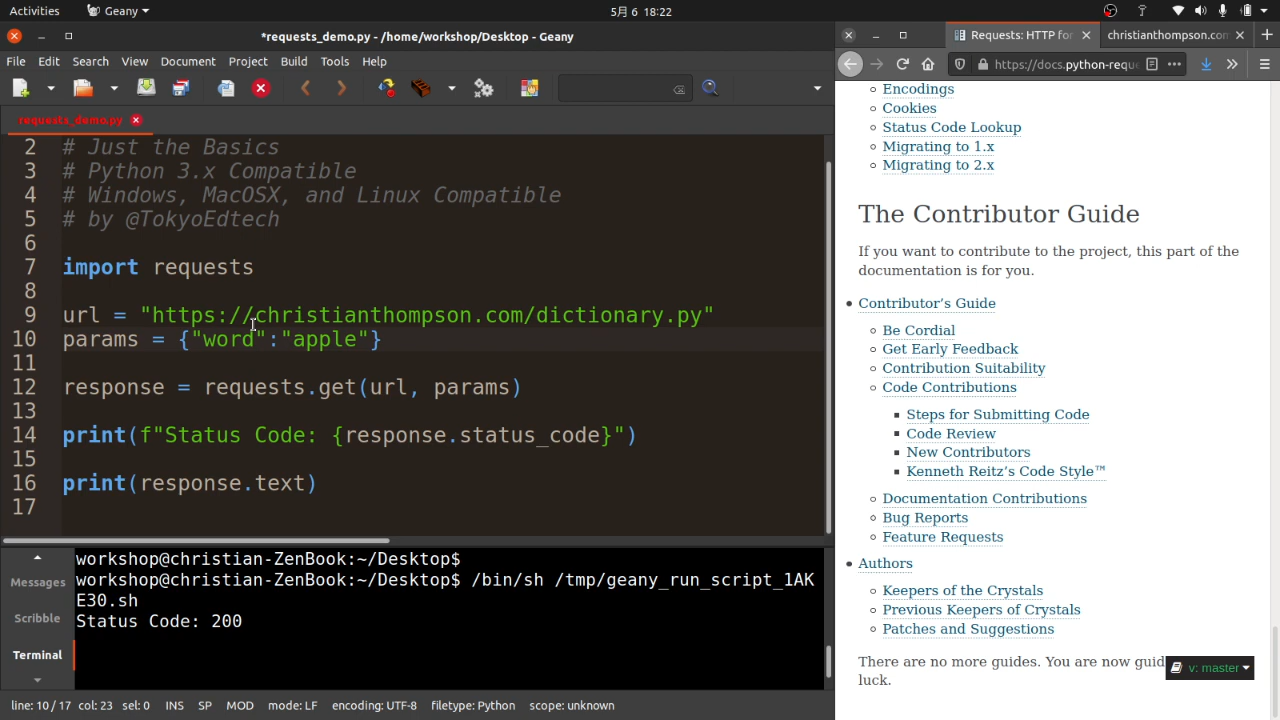 Activities
Geany
5月 6 18:22
*requests_demo.py - /home/workshop/Desktop - Geany
File Edit Search View Document Project Build Tools Help
requests_demo.py
2 # Just the Basics
3 # Python 3.x Compatible
4 # Windows, MacOSX, and Linux Compatible
5 # by @TokyoEdtech
6
7 import requests
8
9 url = "https://christianthompson.com/dictionary.py"
10 params = {"word":"apple"}
11
12 response = requests.get(url, params)
13
14 print(f"Status Code: {response.status_code}")
15
16 print(response.text)
17
Messages
Scribble
Terminal
workshop@christian-ZenBook:~/Desktop$
workshop@christian-ZenBook:~/Desktop$ /bin/sh /tmp/geany_run_script_1AK
E30.sh
Status Code: 200
line: 10 / 17 col: 23 sel: 0 INS SP MOD mode: LF encoding: UTF-8 filetype: Python scope: unknown
Requests: HTTP for
christianthompson.com
https://docs.python-reque
Encodings
Cookies
Status Code Lookup
Migrating to 1.x
Migrating to 2.x
The Contributor Guide
If you want to contribute to the project, this part of the
documentation is for you.
Contributor's Guide
Be Cordial
Get Early Feedback
Contribution Suitability
Code Contributions
Steps for Submitting Code
Code Review
New Contributors
Kenneth Reitz's Code Style™
Documentation Contributions
Bug Reports
Feature Requests
Authors
Keepers of the Crystals
Previous Keepers of Crystals
Patches and Suggestions
There are no more guides. You are now guid
luck.
v: master